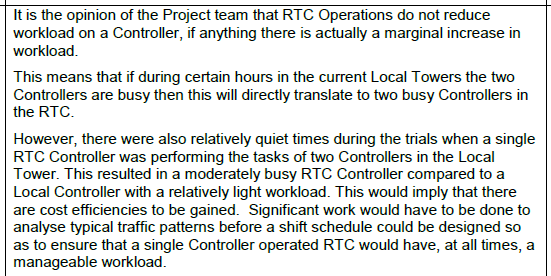 It is the opinion of the Project team that RTC Operations do not reduce
workload on a Controller, if anything there is actually a marginal increase in
workload.
This means that if during certain hours in the current Local Towers the two
Controllers are busy then this will directly translate to two busy Controllers in
the RTC.
However, there were also relatively quiet times during the trials when a single
RTC Controller was performing the tasks of two Controllers in the Local
Tower. This resulted in a moderately busy RTC Controller compared to a
Local Controller with a relatively light workload. This would imply that there
are cost efficiencies to be gained. Significant work would have to be done to
analyse typical traffic patterns before a shift schedule could be designed so
as to ensure that a single Controller operated RTC would have, at all times, a
manageable workload.